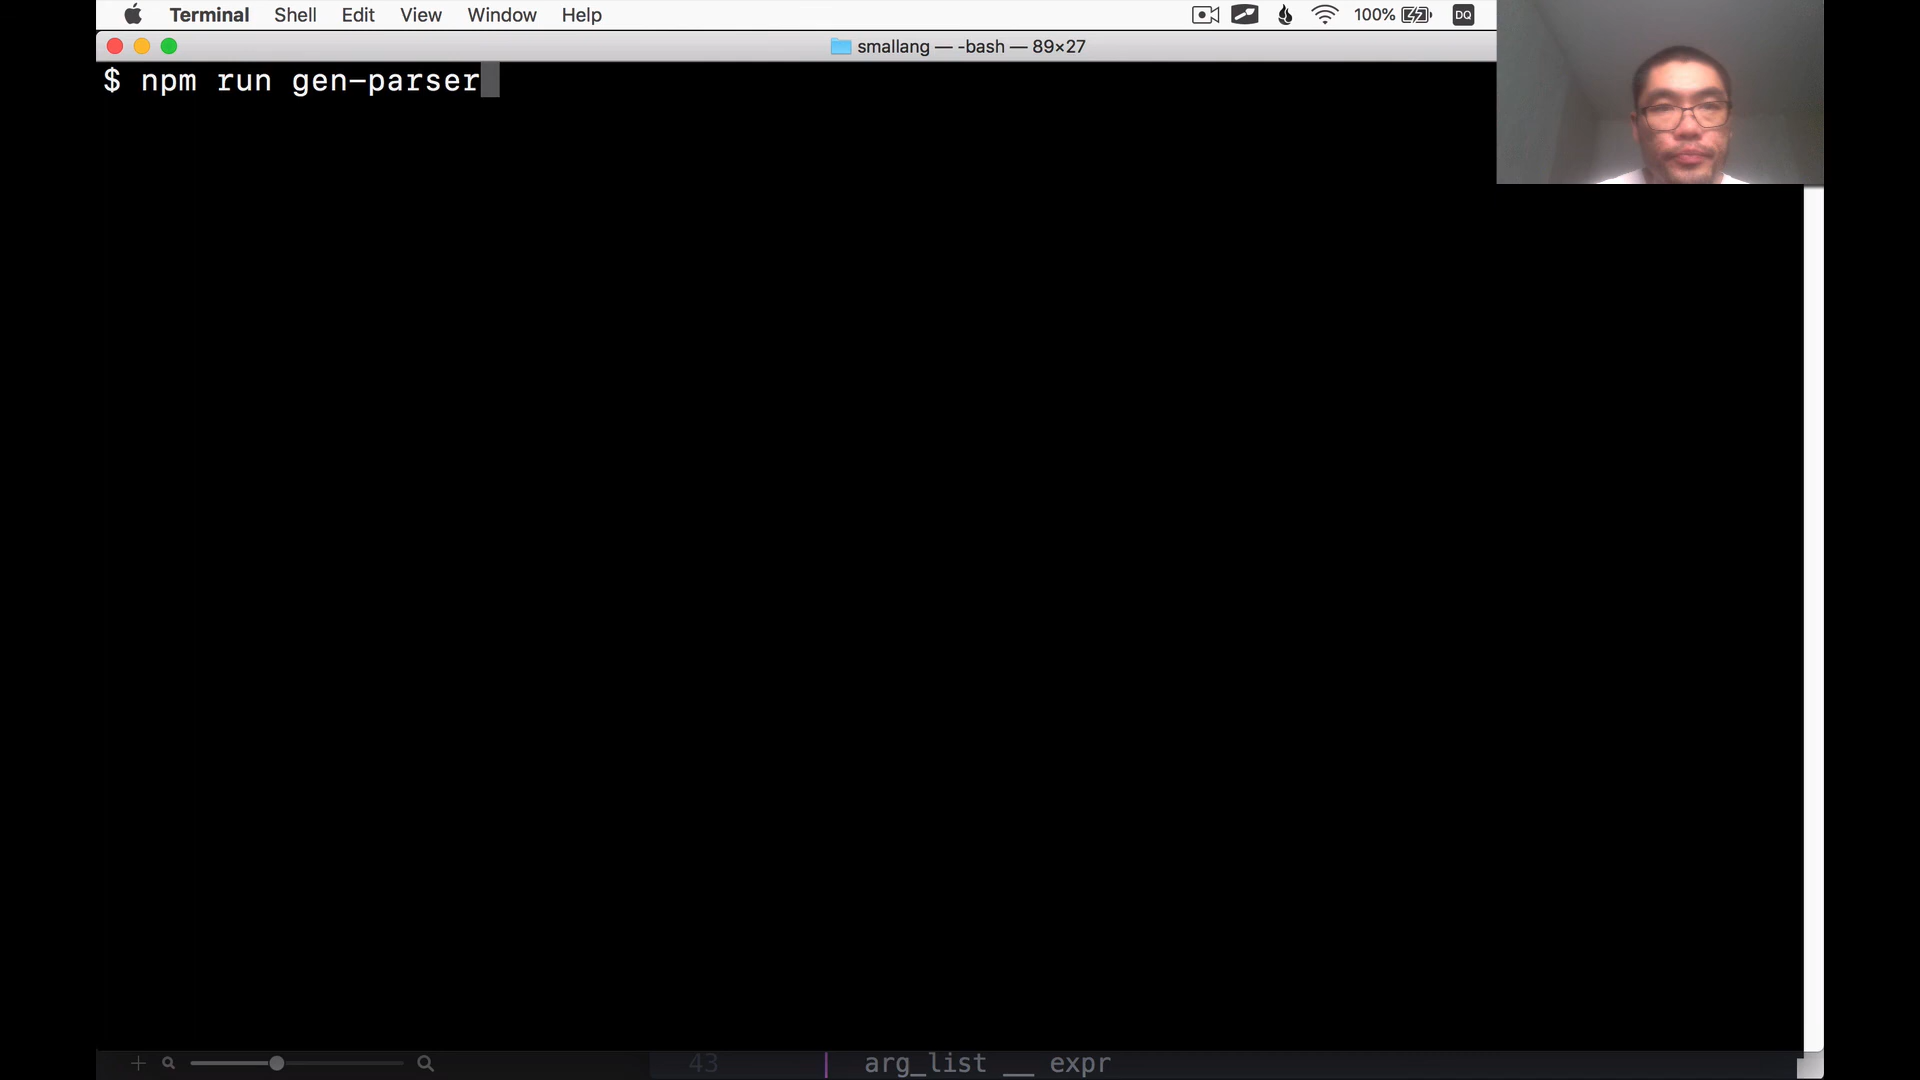 Terminal Shell Edit View Window Help 100% DQ
smallang — -bash — 89×27
$ npm run gen-parser
43 | arg_list __ expr